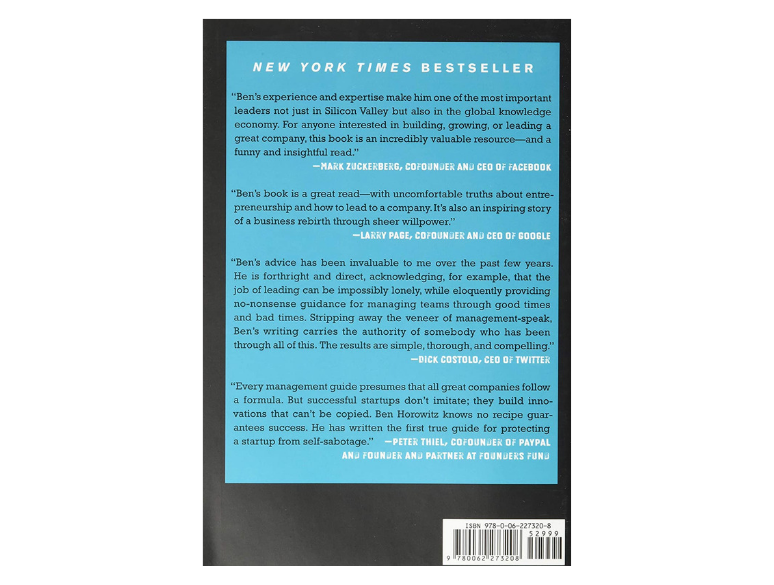 NEW YORK TIMES BESTSELLER
“Ben’s experience and expertise make him one of the most important
leaders not just in Silicon Valley but also in the global knowledge
economy. For anyone interested in building, growing, or leading a
great company, this book is an incredibly valuable resource—and a
funny and insightful read.”
—MARK ZUCKERBERG, COFOUNDER AND CEO OF FACEBOOK
“Ben’s book is a great read—with uncomfortable truths about entre-
preneurship and how to lead to a company. It’s also an inspiring story
of a business rebirth through sheer willpower.”
—LARRY PAGE, COFOUNDER AND CEO OF GOOGLE
“Ben’s advice has been invaluable to me over the past few years.
He is forthright and direct, acknowledging, for example, that the
job of leading can be impossibly lonely, while eloquently providing
no-nonsense guidance for managing teams through good times
and bad times. Stripping away the veneer of management-speak,
Ben’s writing carries the authority of somebody who has been
through all of this. The results are simple, thorough, and compelling.”
—DICK COSTOLO, CEO OF TWITTER
“Every management guide presumes that all great companies follow
a formula. But successful startups don’t imitate; they build inno-
vations that can’t be copied. Ben Horowitz knows no recipe guar-
antees success. He has written the first true guide for protecting
a startup from self-sabotage.” —PETER THIEL, COFOUNDER OF PAYPAL
AND FOUNDER AND PARTNER AT FOUNDERS FUND
ISBN 978-0-06-227320-8
52999
9 780062 273208